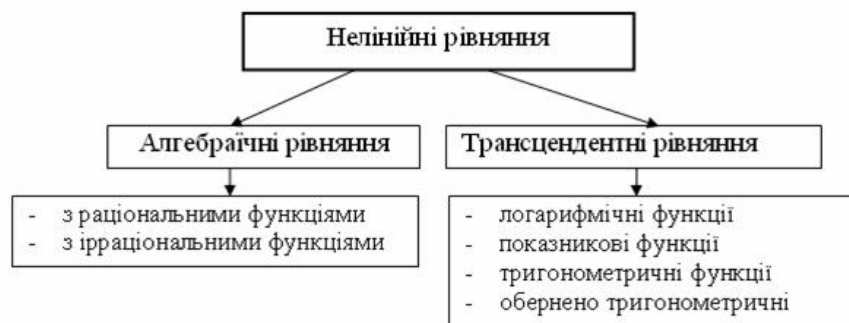 Нелінійні рівняння
Алгебраїчні рівняння
Трансцендентні рівняння
- з раціональними функціями
- з ірраціональними функціями
- логарифмічні функції
- показникові функції
- тригонометричні функції
- обернено тригонометричні